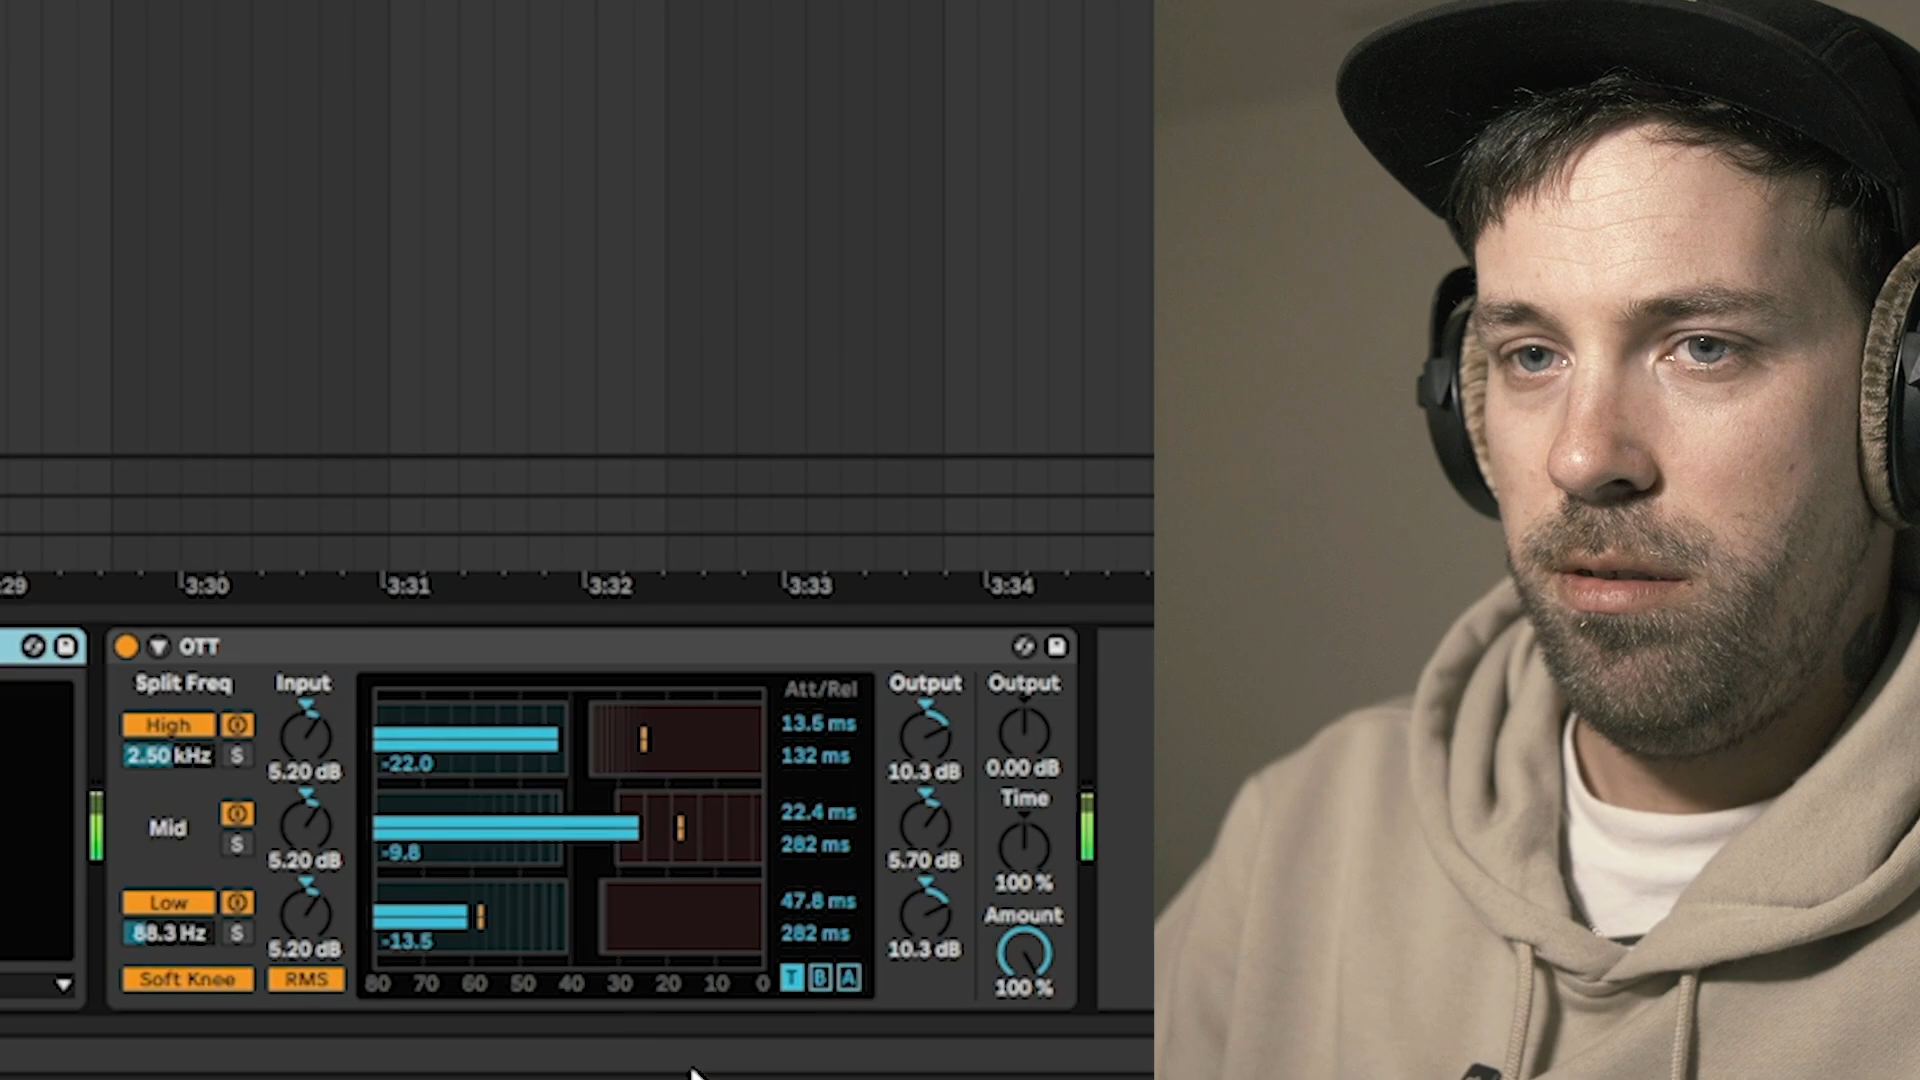 :29 3:30 3:31 3:32 3:33 3:34
OTT
Split Freq Input Att/Rel Output Output
High 5.20 dB -22.0 13.5 ms 10.3 dB 0.00 dB
2.50 kHz S 132 ms
Time
Mid S 5.20 dB -9.8 22.4 ms 5.70 dB 100 %
282 ms
Amount
Low 5.20 dB -13.5 47.8 ms 10.3 dB 100 %
88.3 Hz S 282 ms
Soft Knee RMS 80 70 60 50 40 30 20 10 0 T B A